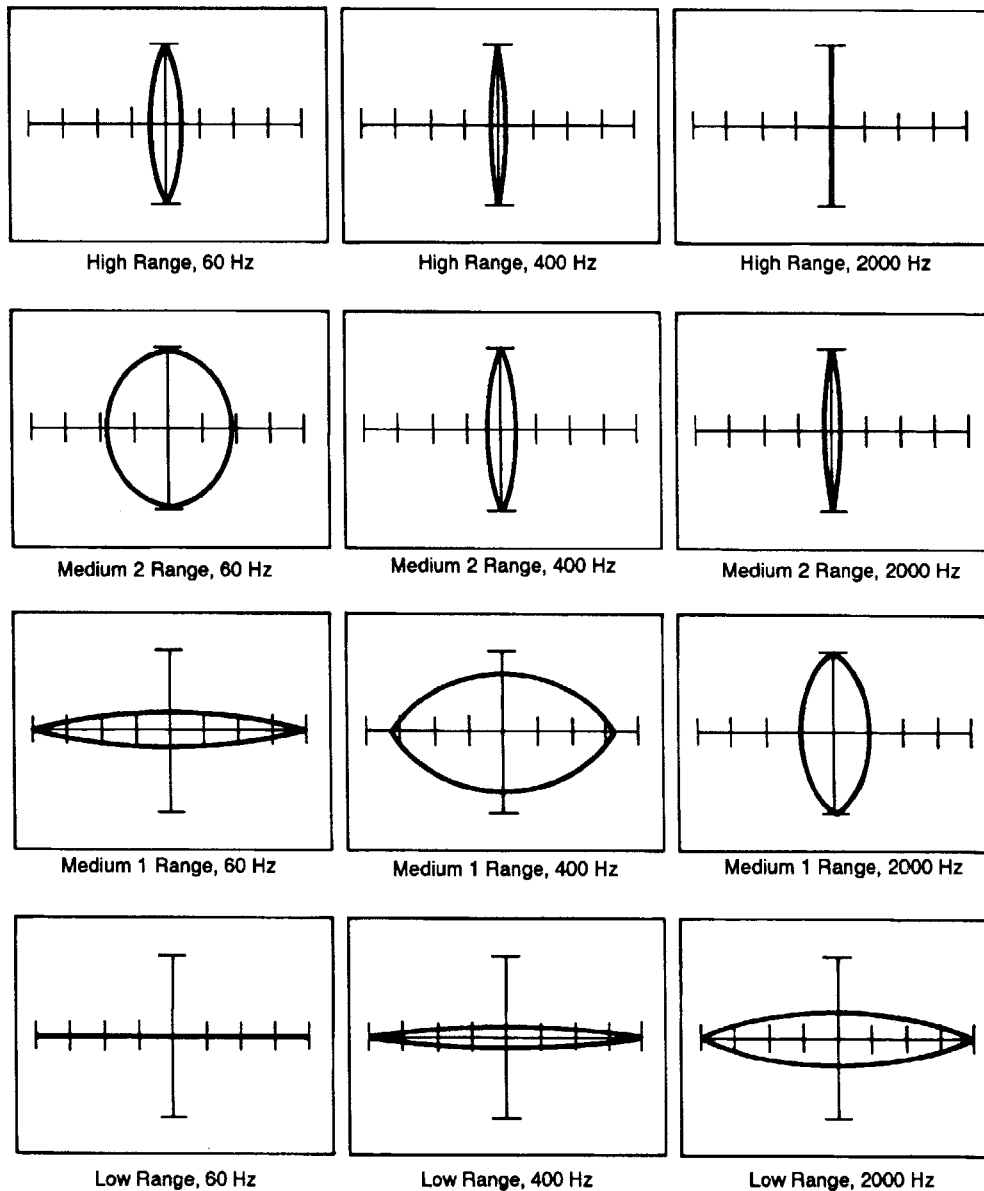 High Range, 60 Hz
High Range, 400 Hz
High Range, 2000 Hz
Medium 2 Range, 60 Hz
Medium 2 Range, 400 Hz
Medium 2 Range, 2000 Hz
Medium 1 Range, 60 Hz
Medium 1 Range, 400 Hz
Medium 1 Range, 2000 Hz
Low Range, 60 Hz
Low Range, 400 Hz
Low Range, 2000 Hz